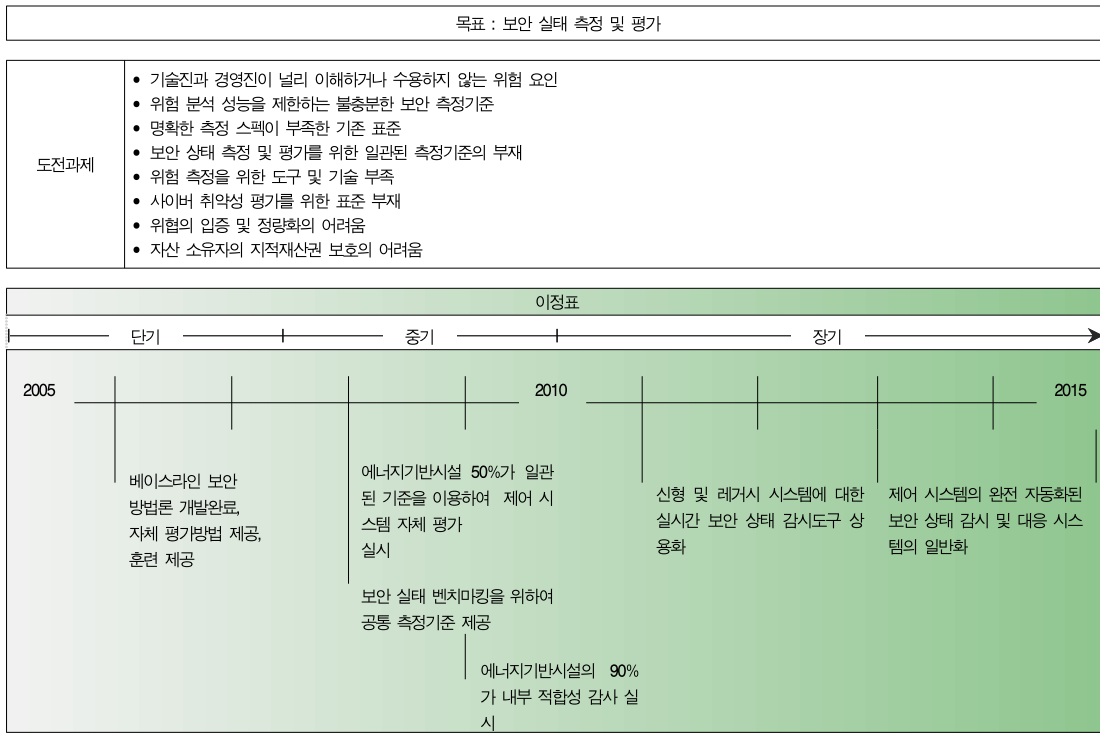 목표 : 보안 실태 측정 및 평가
도전과제
• 기술진과 경영진이 널리 이해하거나 수용하지 않는 위험 요인
• 위험 분석 성능을 제한하는 불충분한 보안 측정기준
• 명확한 측정 스펙이 부족한 기존 표준
• 보안 상태 측정 및 평가를 위한 일관된 측정기준의 부재
• 위험 측정을 위한 도구 및 기술 부족
• 사이버 취약성 평가를 위한 표준 부재
• 위협의 입증 및 정량화의 어려움
• 자산 소유자의 지적재산권 보호의 어려움
이정표
단기 중기 장기
2005 2010 2015
베이스라인 보안
방법론 개발완료,
자체 평가방법 제공,
훈련 제공
에너지기반시설 50%가 일관
된 기준을 이용하여 제어 시
스템 자체 평가
실시
보안 실태 벤치마킹을 위하여
공통 측정기준 제공
에너지기반시설의 90%
가 내부 적합성 감사 실
시
신형 및 레거시 시스템에 대한
실시간 보안 상태 감시도구 상
용화
제어 시스템의 완전 자동화된
보안 상태 감시 및 대응 시스
템의 일반화